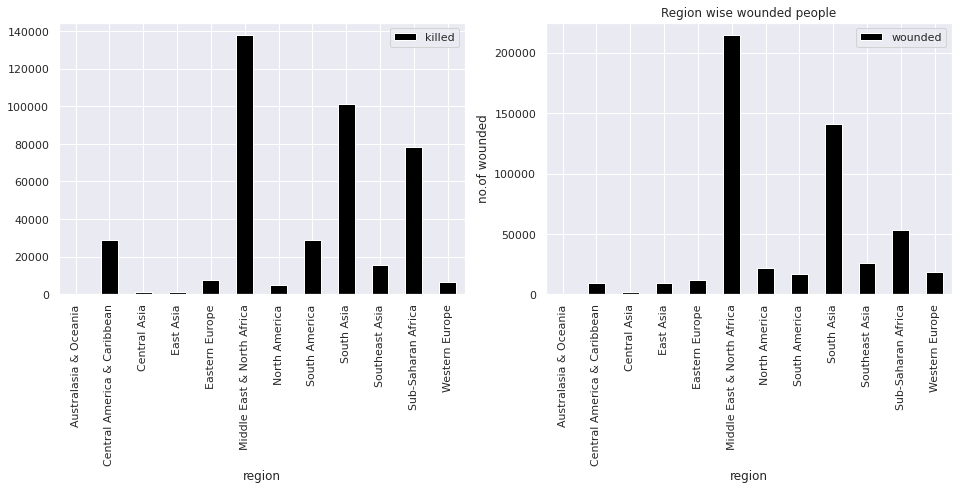 killed
140000
120000
100000
80000
60000
40000
20000
0
Australasia & Oceania
Central America & Caribbean
Central Asia
East Asia
Eastern Europe
Middle East & North Africa
North America
South America
South Asia
Southeast Asia
Sub-Saharan Africa
Western Europe
region
Region wise wounded people
wounded
no.of wounded
200000
150000
100000
50000
0
Australasia & Oceania
Central America & Caribbean
Central Asia
East Asia
Eastern Europe
Middle East & North Africa
North America
South America
South Asia
Southeast Asia
Sub-Saharan Africa
Western Europe
region